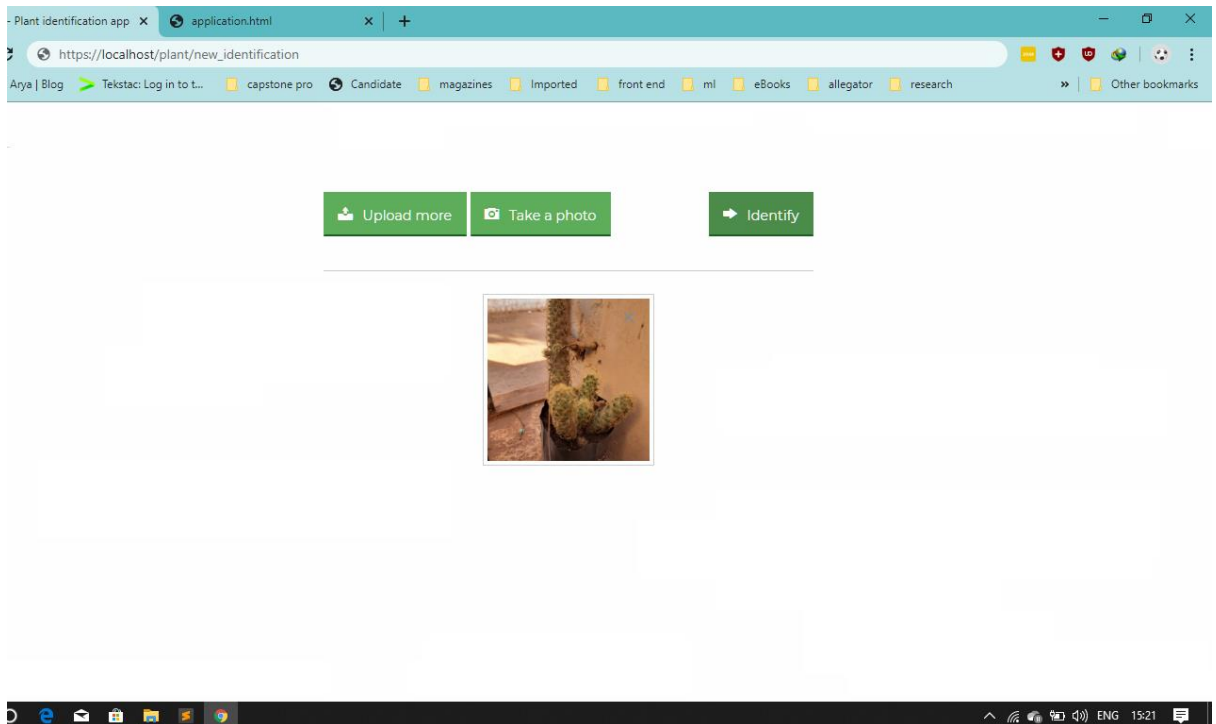 - Plant identification app
application.html
https://localhost/plant/new_identification
Arya | Blog Tekstac: Log in to t... capstone pro Candidate magazines Imported front end ml eBooks allegator research » Other bookmarks
Upload more Take a photo Identify
ENG 15:21